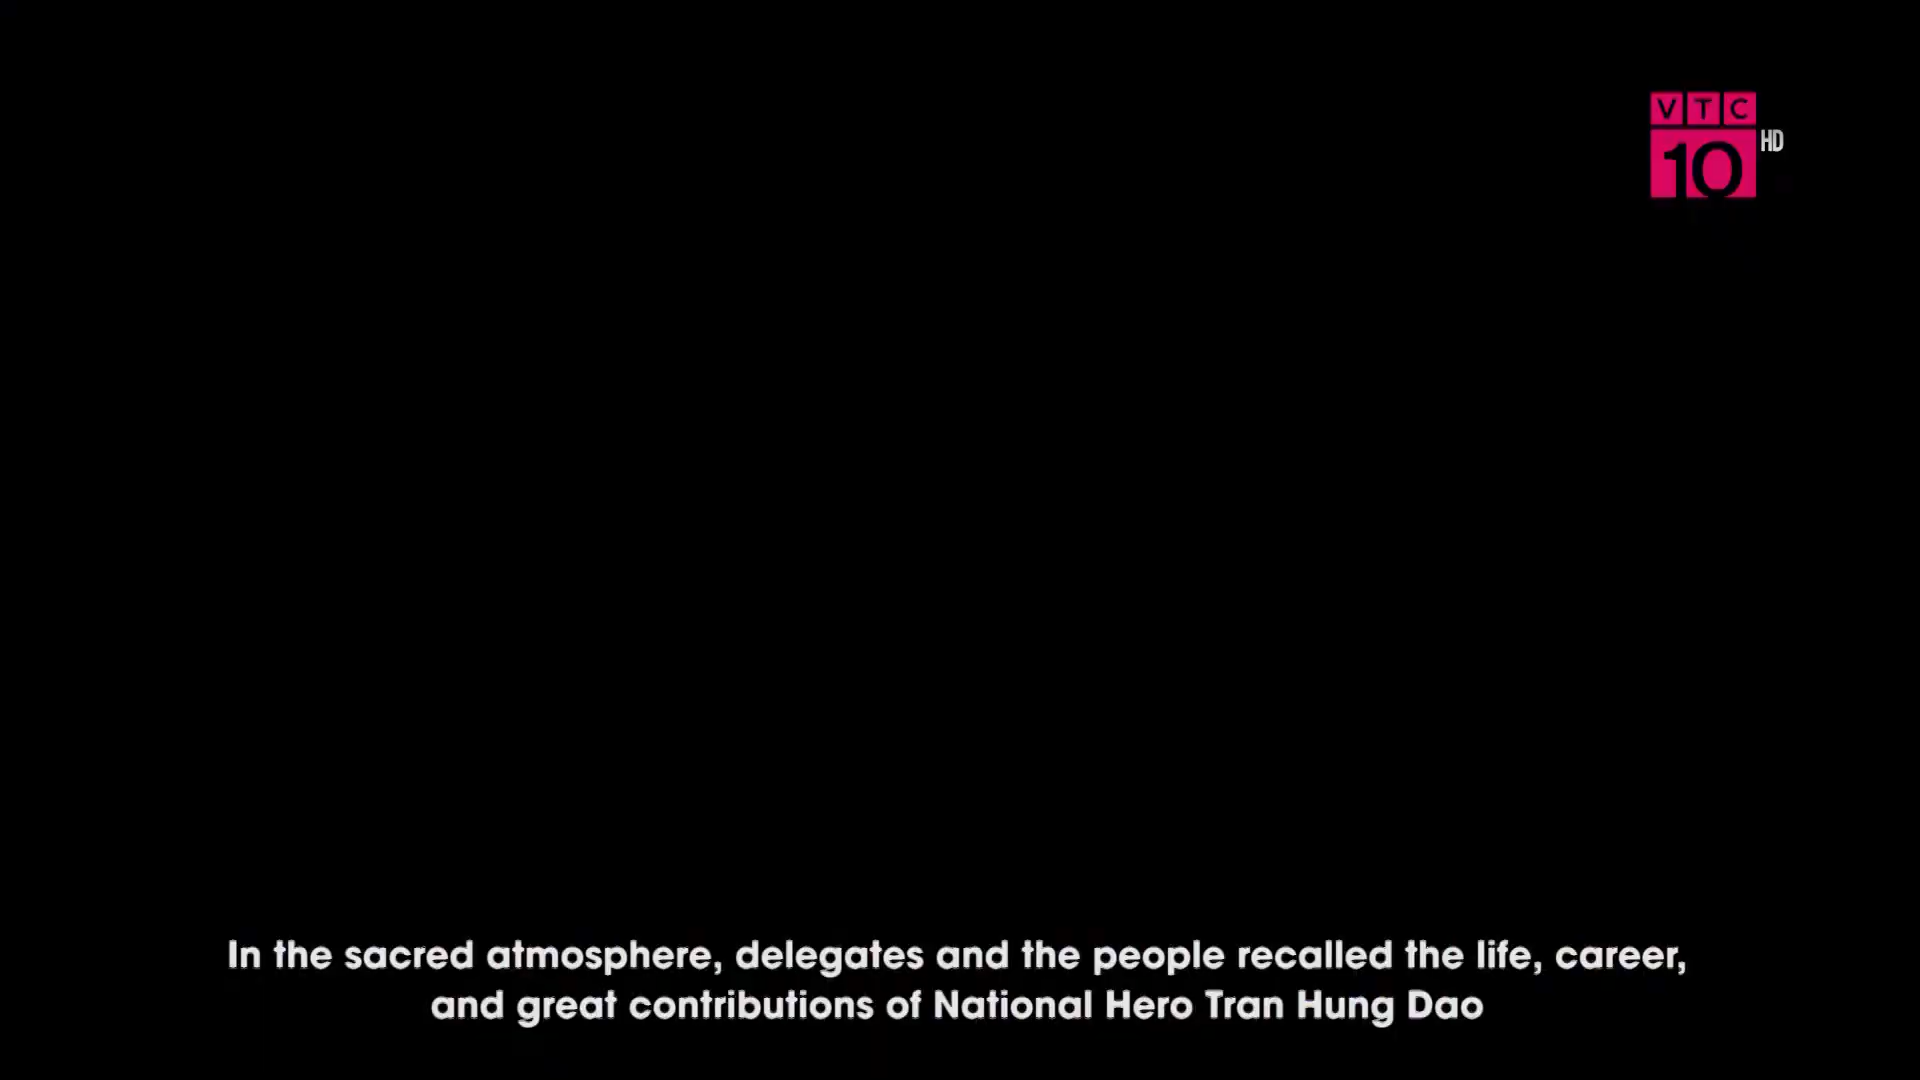 VTC
10 HD
In the sacred atmosphere, delegates and the people recalled the life, career,
and great contributions of National Hero Tran Hung Dao